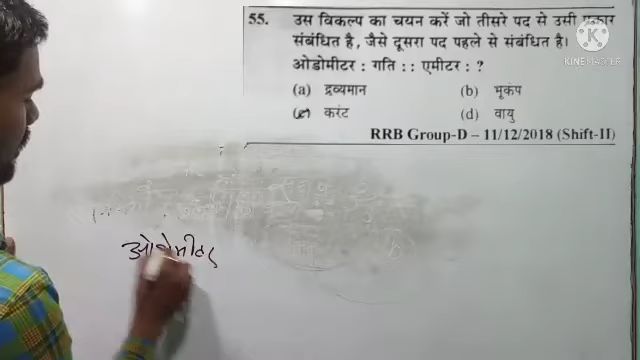 55. उस विकल्प का चयन करें जो तीसरे पद से उसी प्रकार
संबंधित है, जैसे दूसरा पद पहले से संबंधित है।
ओडोमीटर : गति :: एमीटर : ?
(a) द्रव्यमान (b) भूकंप
(c) करंट (d) वायु
RRB Group-D – 11/12/2018 (Shift-II)
KINEMASTER
ओडोमीटर